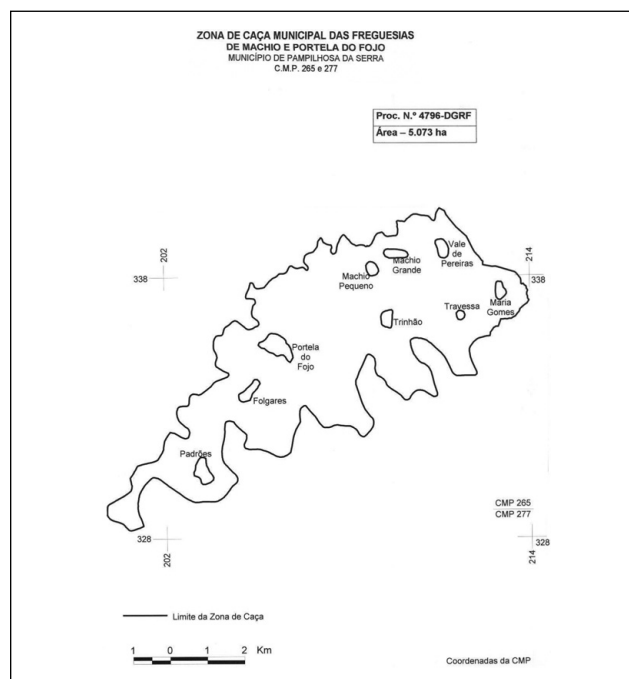 ZONA DE CAÇA MUNICIPAL DAS FREGUESIAS
DE MACHIO E PORTELA DO FOJO
MUNICÍPIO DE PAMPILHOSA DA SERRA
C.M.P. 265 e 277
Proc. N.º 4796-DGRF
Área – 5.073 ha
202
214
338
338
Vale
de
Pereiras
Machio
Grande
Machio
Pequeno
Maria
Gomes
Travessa
Trinhão
Portela
do
Fojo
Folgares
Padrões
CMP 265
CMP 277
328
328
202
214
Limite da Zona de Caça
1 0 1 2 Km
Coordenadas da CMP